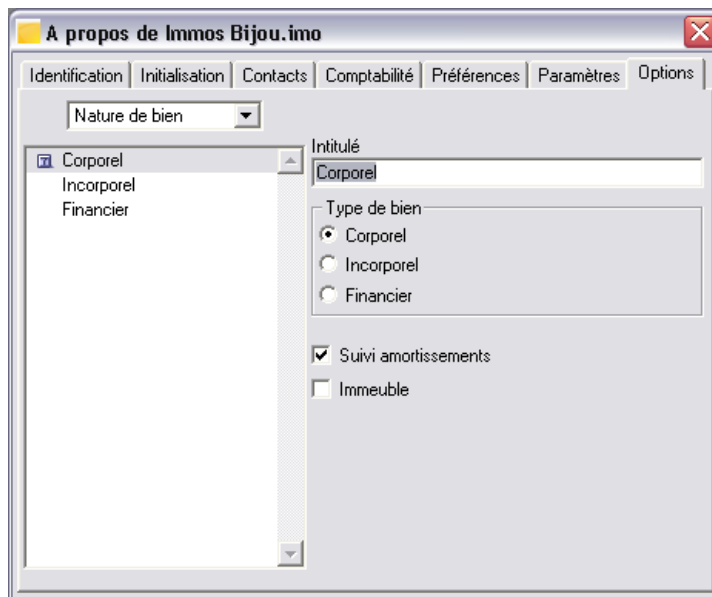 A propos de Immos Bijou.imo
Identification Initialisation Contacts Comptabilité Préférences Paramètres Options
Nature de bien
Corporel
Incorporel
Financier
Intitulé
Corporel
Type de bien
Corporel
Incorporel
Financier
Suivi amortissements
Immeuble